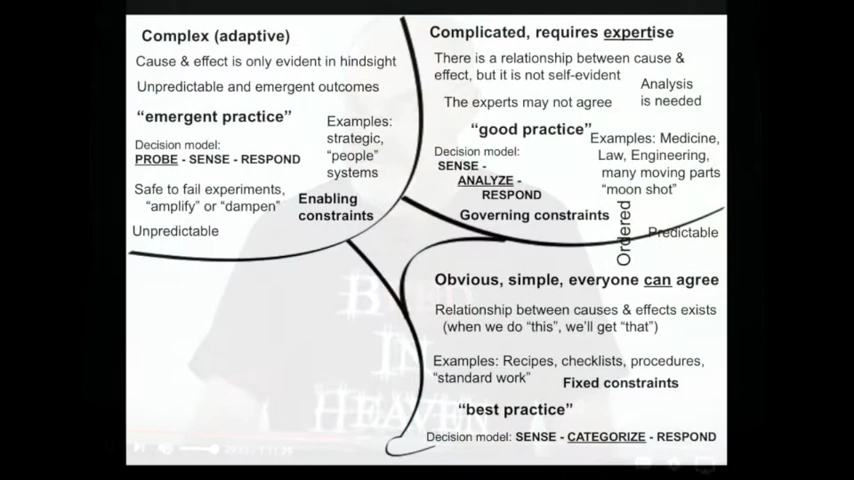 Complex (adaptive)
Cause & effect is only evident in hindsight
Unpredictable and emergent outcomes
“emergent practice”
Examples:
strategic,
“people”
systems
Decision model:
PROBE - SENSE - RESPOND
Safe to fail experiments,
“amplify” or “dampen”
Enabling
constraints
Unpredictable
Complicated, requires expertise
There is a relationship between cause &
effect, but it is not self-evident
Analysis
is needed
The experts may not agree
“good practice”
Decision model:
SENSE -
ANALYZE -
RESPOND
Examples: Medicine,
Law, Engineering,
many moving parts
“moon shot”
Governing constraints
Ordered
Predictable
Obvious, simple, everyone can agree
Relationship between causes & effects exists
(when we do “this”, we’ll get “that”)
Examples: Recipes, checklists, procedures,
“standard work”
Fixed constraints
“best practice”
Decision model: SENSE - CATEGORIZE - RESPOND
IN
HEAVEN